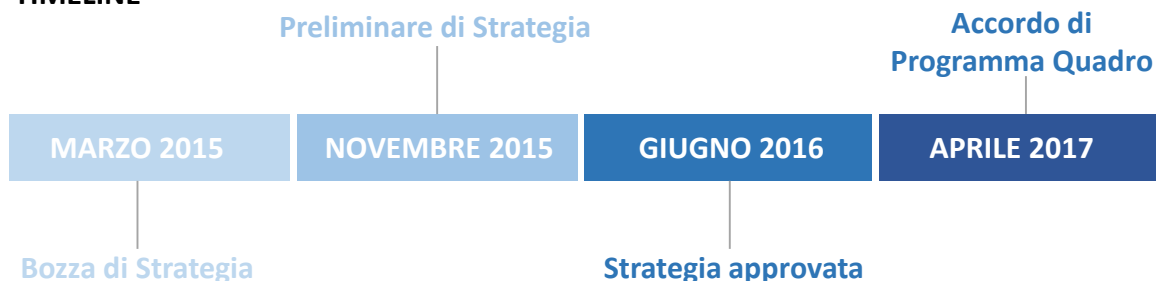 TIMELINE
Preliminare di Strategia
Accordo di
Programma Quadro
MARZO 2015
NOVEMBRE 2015
GIUGNO 2016
APRILE 2017
Bozza di Strategia
Strategia approvata